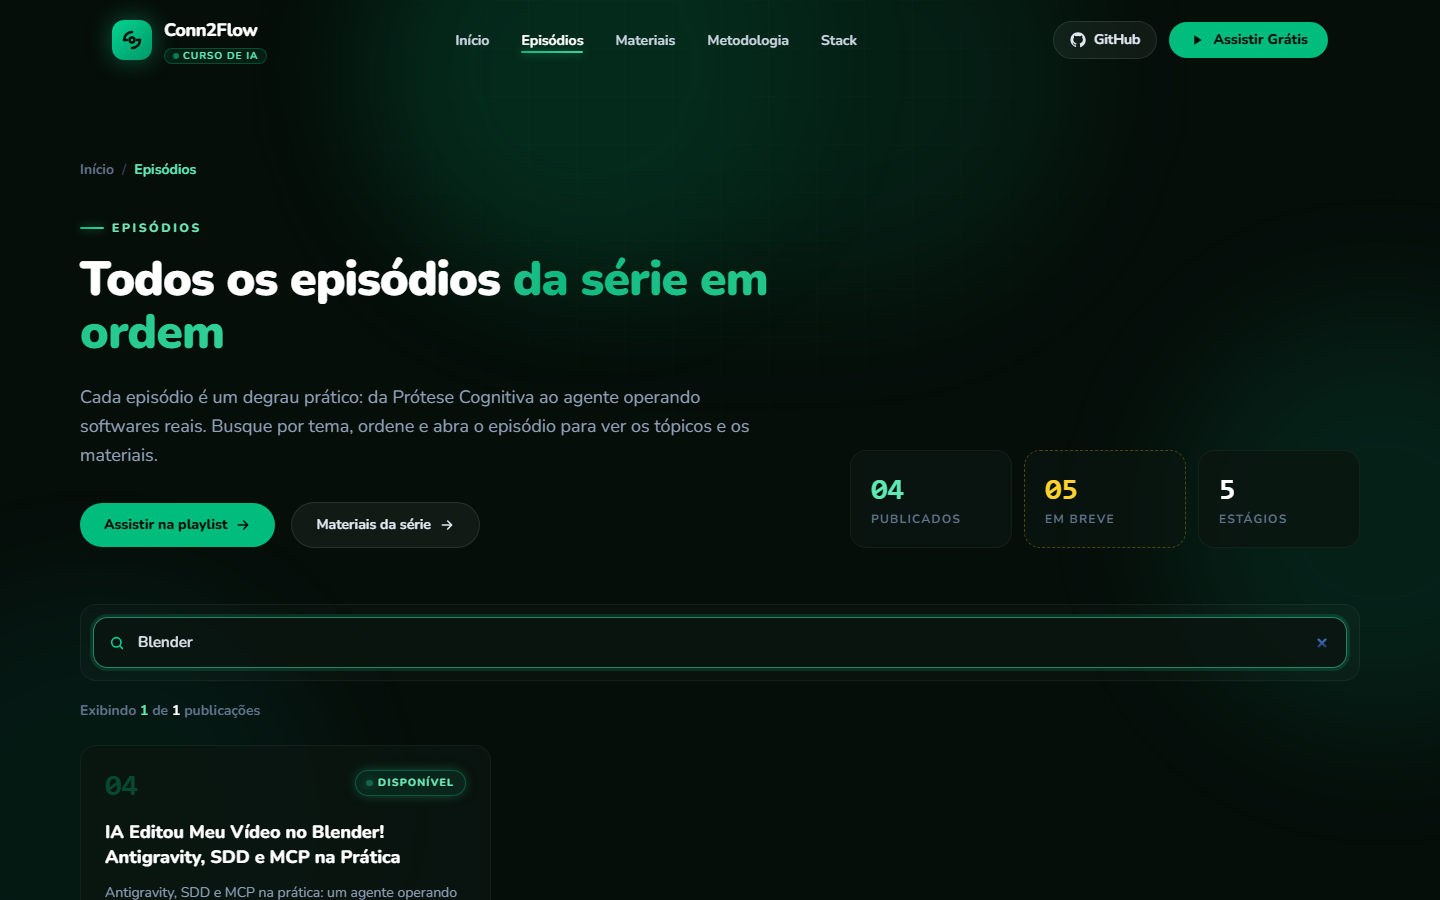 Conn2Flow
CURSO DE IA
Início
Episódios
Materiais
Metodologia
Stack
GitHub
Assistir Grátis
Início / Episódios
EPISÓDIOS
Todos os episódios da série em
ordem
Cada episódio é um degrau prático: da Prótese Cognitiva ao agente operando
softwares reais. Busque por tema, ordene e abra o episódio para ver os tópicos e os
materiais.
Assistir na playlist →
Materiais da série →
04
PUBLICADOS
05
EM BREVE
5
ESTÁGIOS
Blender
Exibindo 1 de 1 publicações
04
DISPONÍVEL
IA Editou Meu Vídeo no Blender!
Antigravity, SDD e MCP na Prática
Antigravity, SDD e MCP na prática: um agente operando